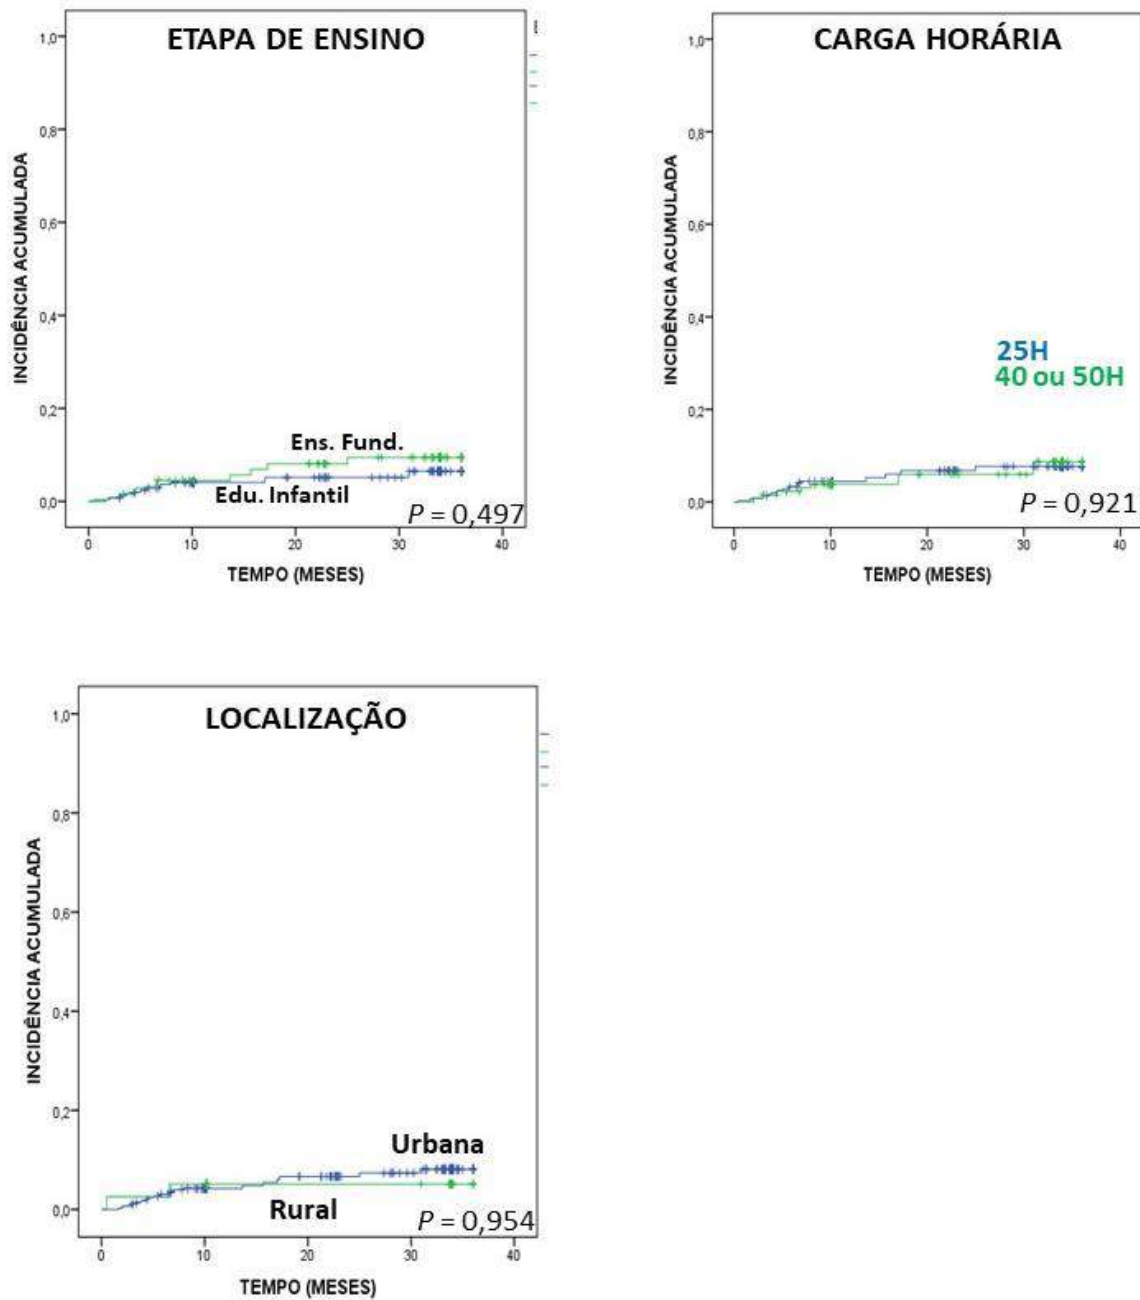 ETAPA DE ENSINO
1,0
0,8
0,6
0,4
0,2
0,0
INCIDÊNCIA ACUMULADA
Ens. Fund.
Edu. Infantil
P = 0,497
0 10 20 30 40
TEMPO (MESES)
CARGA HORÁRIA
1,0
0,8
0,6
0,4
0,2
0,0
INCIDÊNCIA ACUMULADA
25H
40 ou 50H
P = 0,921
0 10 20 30 40
TEMPO (MESES)
LOCALIZAÇÃO
1,0
0,8
0,6
0,4
0,2
0,0
INCIDÊNCIA ACUMULADA
Urbana
Rural
P = 0,954
0 10 20 30 40
TEMPO (MESES)